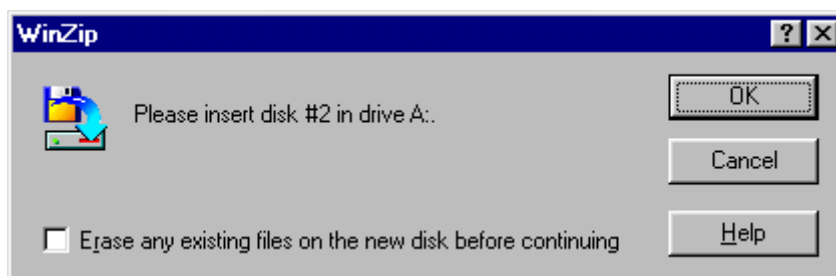 WinZip
Please insert disk #2 in drive A:.
OK
Cancel
Erase any existing files on the new disk before continuing
Help